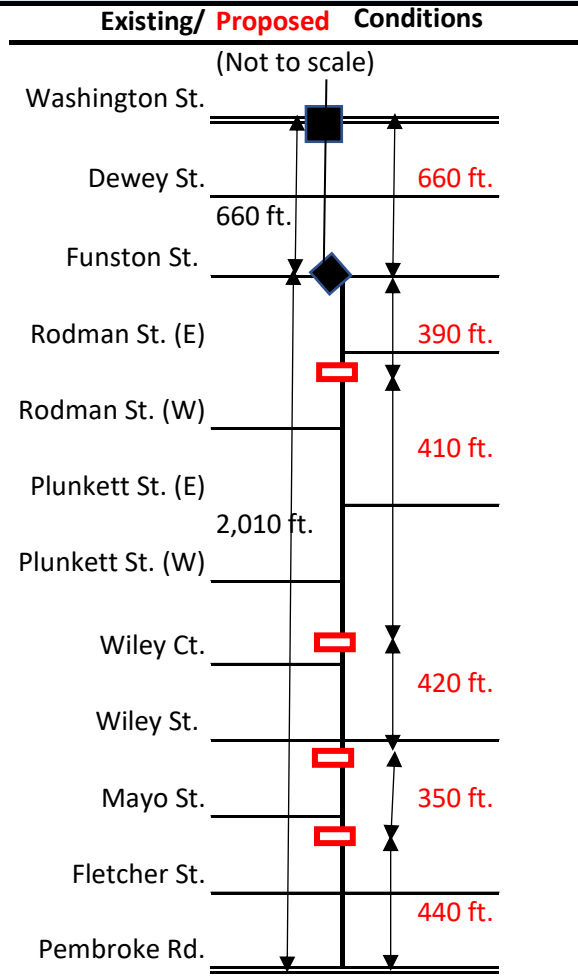 Existing/ Proposed Conditions
(Not to scale)
Washington St.
Dewey St.
660 ft.
660 ft.
Funston St.
Rodman St. (E)
390 ft.
Rodman St. (W)
410 ft.
Plunkett St. (E)
2,010 ft.
Plunkett St. (W)
Wiley Ct.
420 ft.
Wiley St.
Mayo St.
350 ft.
Fletcher St.
440 ft.
Pembroke Rd.